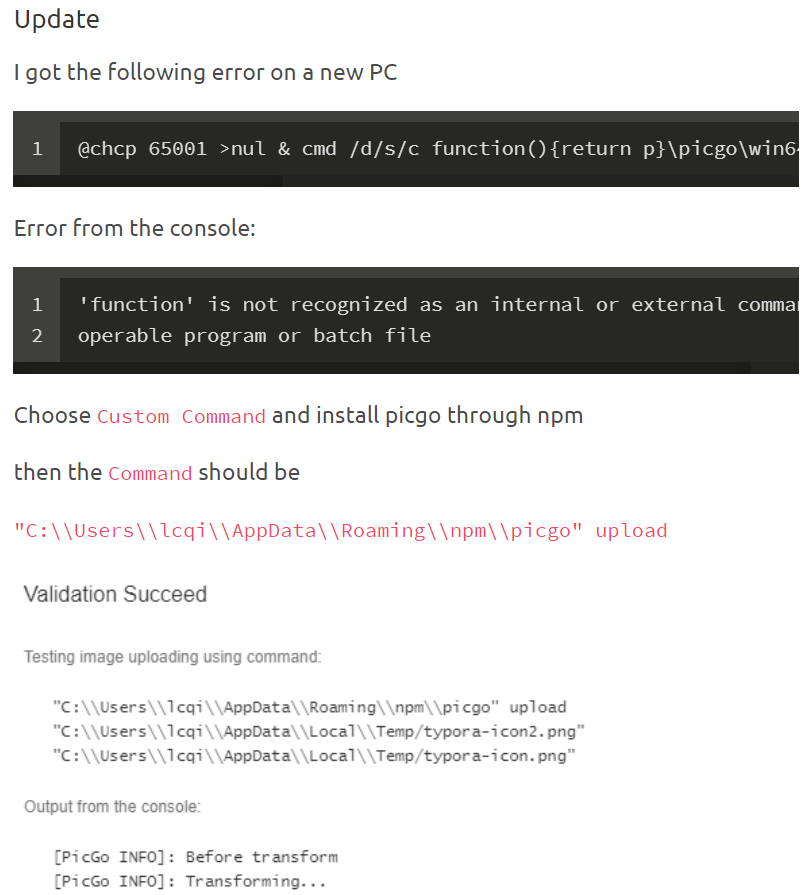 Update
I got the following error on a new PC
1 @chcp 65001 >nul & cmd /d/s/c function(){return p}\picgo\win64
Error from the console:
1 'function' is not recognized as an internal or external
2 operable program or batch file
Choose Custom Command and install picgo through npm
then the Command should be
"C:\\Users\\lcqi\\AppData\\Roaming\\npm\\picgo" upload
Validation Succeed
Testing image uploading using command:
"C:\\Users\\lcqi\\AppData\\Roaming\\npm\\picgo" upload
"C:\\Users\\lcqi\\AppData\\Local\\Temp/typora-icon2.png"
"C:\\Users\\lcqi\\AppData\\Local\\Temp/typora-icon.png"
Output from the console:
[PicGo INFO]: Before transform
[PicGo INFO]: Transforming...